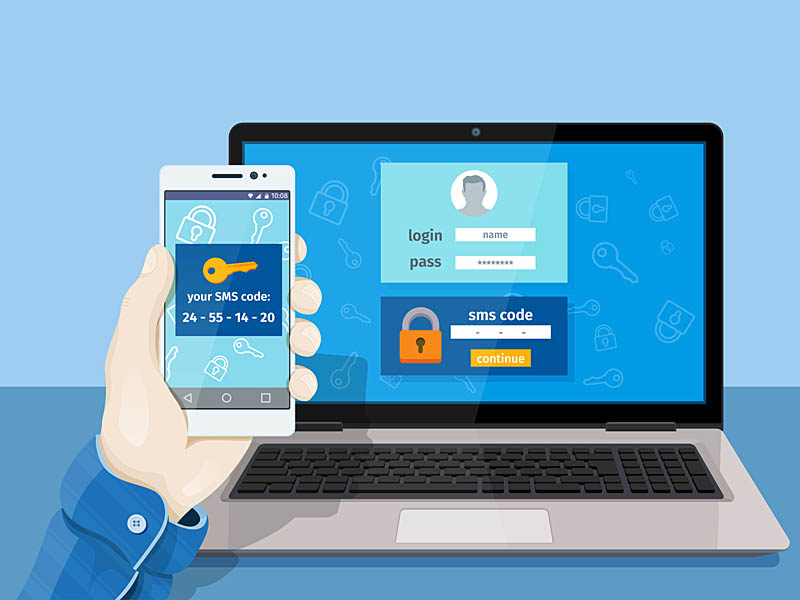 10:08
your SMS code:
24 - 55 - 14 - 20
login name
pass ********
sms code
- - -
continue